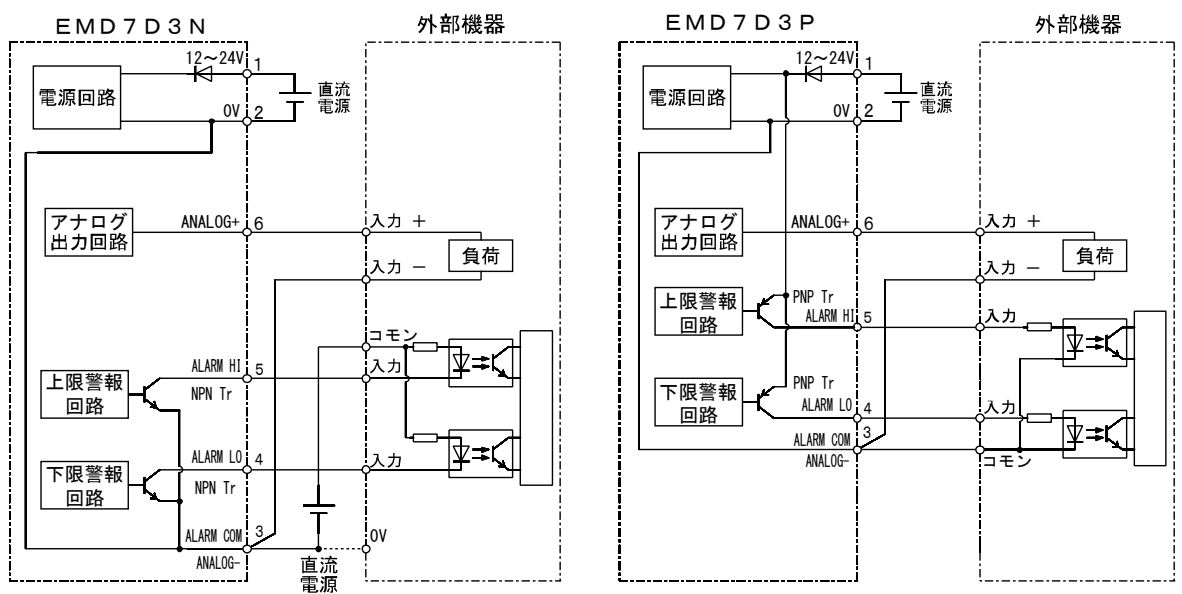 EMD7D3N
外部機器
12～24V
1
電源回路
直流
電源
0V
2
アナログ
出力回路
ANALOG+
6
入力 +
負荷
入力 −
コモン
ALARM HI
5
入力
上限警報
回路
NPN Tr
ALARM LO
4
入力
下限警報
回路
NPN Tr
ALARM COM
3
0V
ANALOG-
直流
電源
EMD7D3P
外部機器
12～24V
1
電源回路
直流
電源
0V
2
アナログ
出力回路
ANALOG+
6
入力 +
負荷
入力 −
上限警報
回路
PNP Tr
ALARM HI
5
入力
下限警報
回路
PNP Tr
ALARM LO
4
入力
ALARM COM
3
ANALOG-
コモン